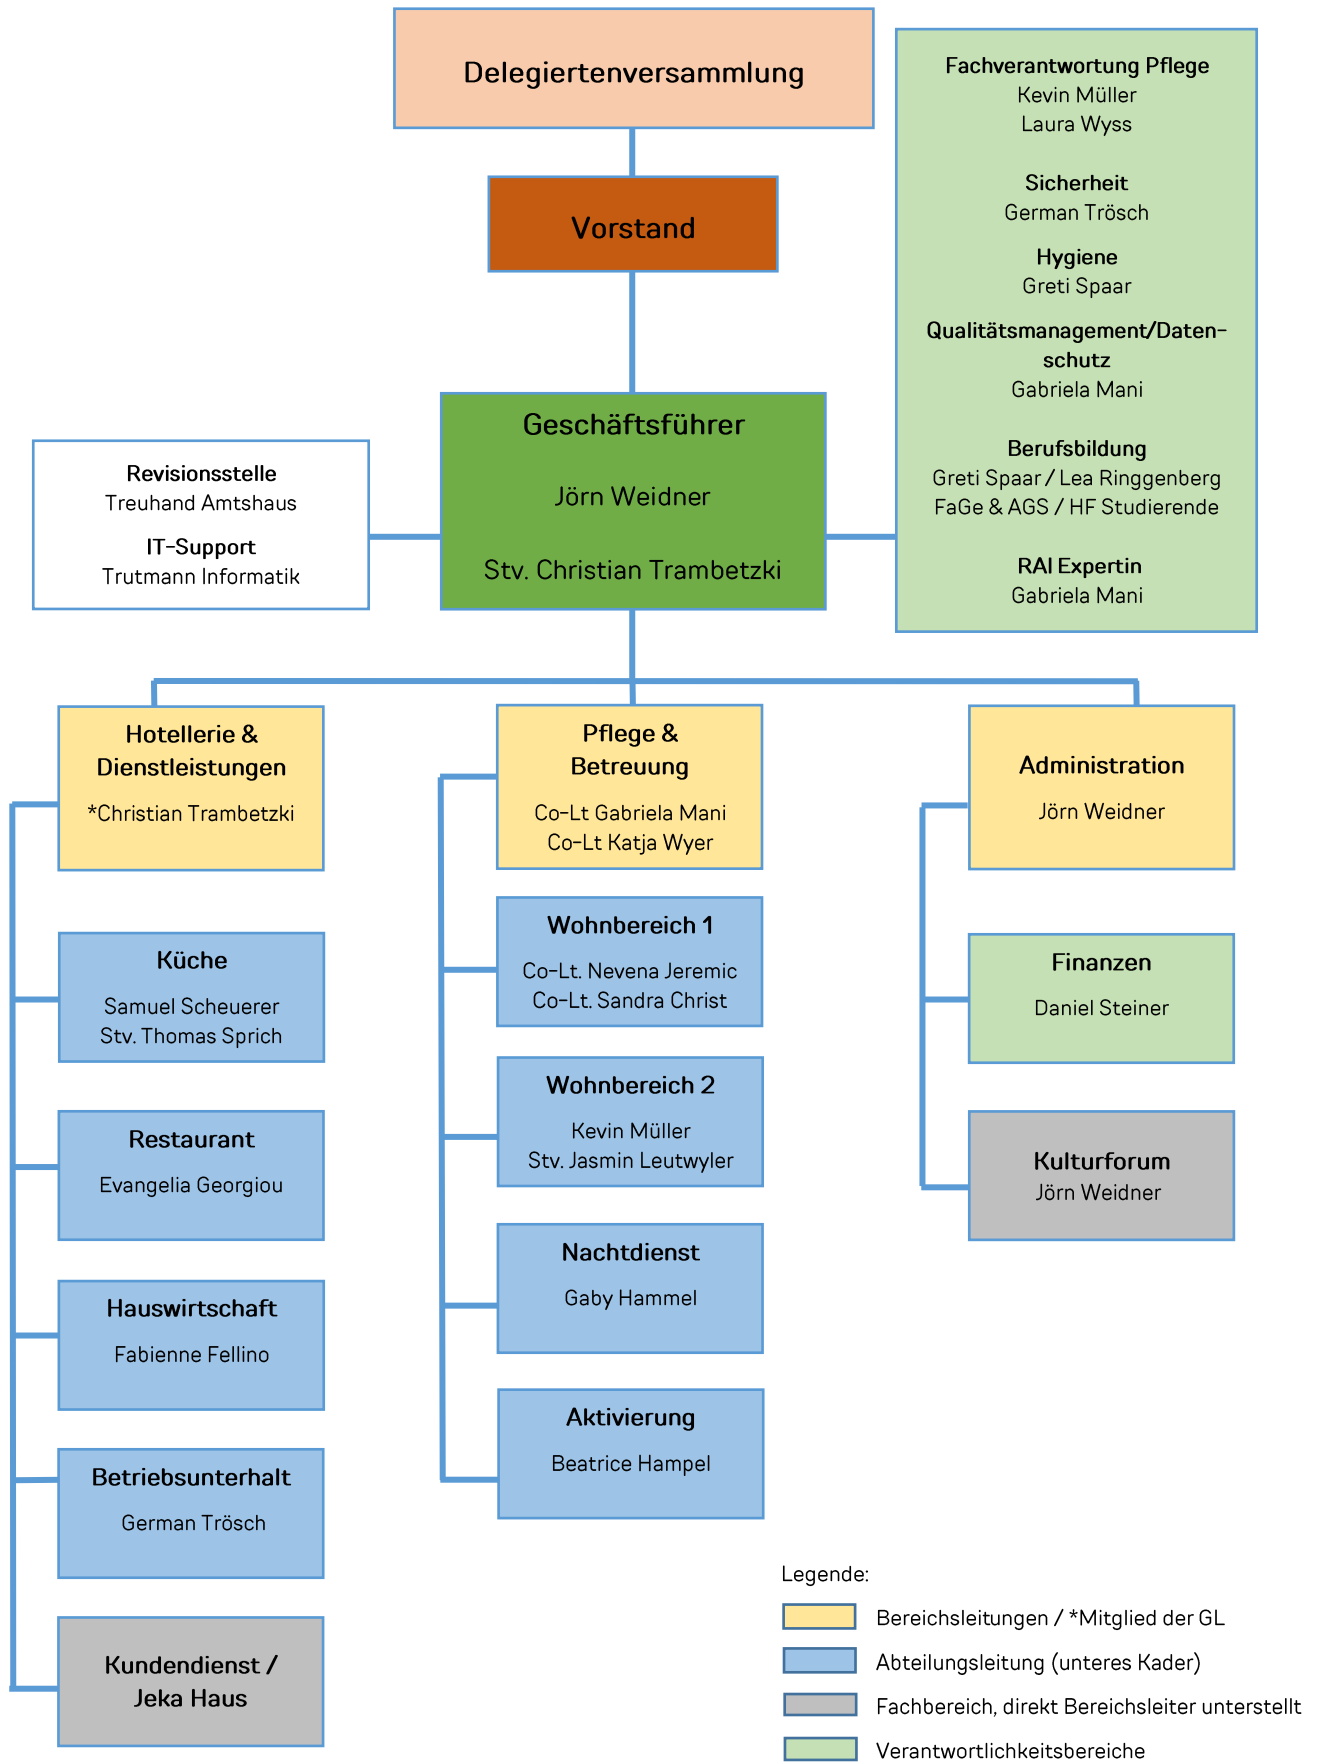 Delegiertenversammlung
Vorstand
Geschäftsführer
Jörn Weidner
Stv. Christian Trambetzki
Revisionsstelle
Treuhand Amtshaus
IT-Support
Trutmann Informatik
Fachverantwortung Pflege
Kevin Müller
Laura Wyss
Sicherheit
German Trösch
Hygiene
Greti Spaar
Qualitätsmanagement/Daten-
schutz
Gabriela Mani
Berufsbildung
Greti Spaar / Lea Ringgenberg
FaGe & AGS / HF Studierende
RAI Expertin
Gabriela Mani
Hotellerie &
Dienstleistungen
*Christian Trambetzki
Küche
Samuel Scheuerer
Stv. Thomas Sprich
Restaurant
Evangelia Georgiou
Hauswirtschaft
Fabienne Fellino
Betriebsunterhalt
German Trösch
Kundendienst /
Jeka Haus
Pflege &
Betreuung
Co-Lt Gabriela Mani
Co-Lt Katja Wyer
Wohnbereich 1
Co-Lt. Nevena Jeremic
Co-Lt. Sandra Christ
Wohnbereich 2
Kevin Müller
Stv. Jasmin Leutwyler
Nachtdienst
Gaby Hammel
Aktivierung
Beatrice Hampel
Administration
Jörn Weidner
Finanzen
Daniel Steiner
Kulturforum
Jörn Weidner
Legende:
Bereichsleitungen / *Mitglied der GL
Abteilungsleitung (unteres Kader)
Fachbereich, direkt Bereichsleiter unterstellt
Verantwortlichkeitsbereiche